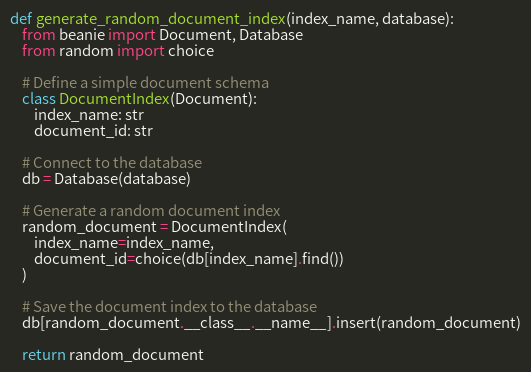 def generate_random_document_index(index_name, database):
    from beanie import Document, Database
    from random import choice

    # Define a simple document schema
    class DocumentIndex(Document):
        index_name: str
        document_id: str

    # Connect to the database
    db = Database(database)

    # Generate a random document index
    random_document = DocumentIndex(
        index_name=index_name,
        document_id=choice(db[index_name].find())
    )

    # Save the document index to the database
    db[random_document.__class__.__name__].insert(random_document)

    return random_document